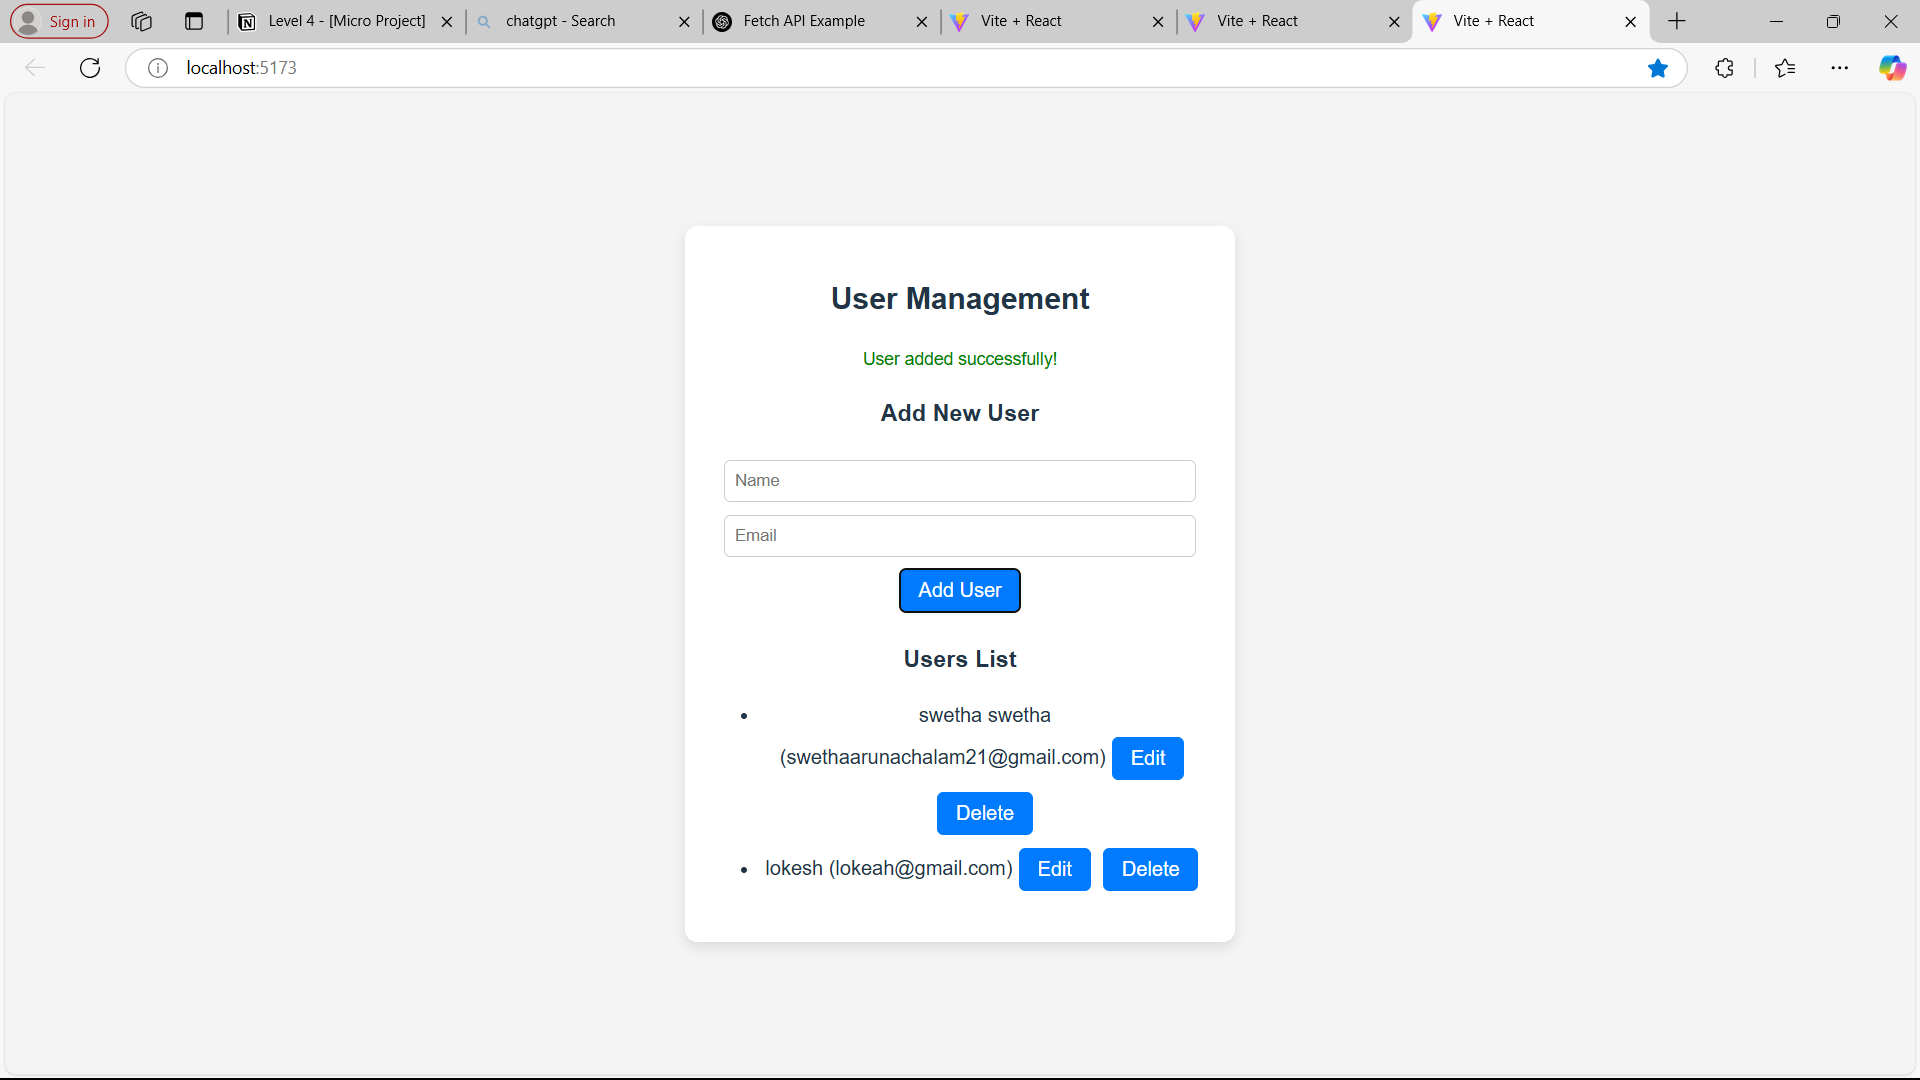 Sign in
Level 4 - [Micro Project]
chatgpt - Search
Fetch API Example
Vite + React
Vite + React
Vite + React
localhost:5173
User Management
User added successfully!
Add New User
Name
Email
Add User
Users List
swetha swetha
(swethaarunachalam21@gmail.com) Edit
Delete
lokesh (lokeah@gmail.com) Edit Delete